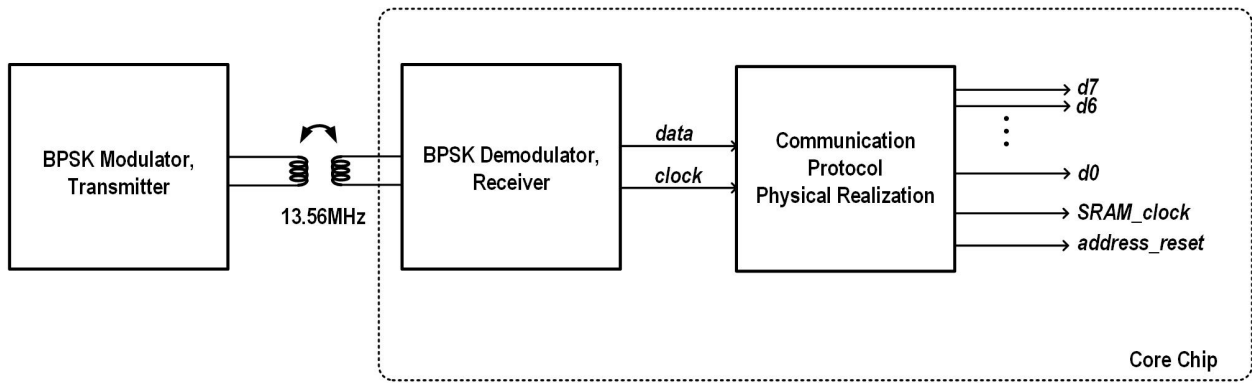 BPSK Modulator,
Transmitter
13.56MHz
BPSK Demodulator,
Receiver
data
clock
Communication
Protocol
Physical Realization
d7
d6
d0
SRAM_clock
address_reset
Core Chip